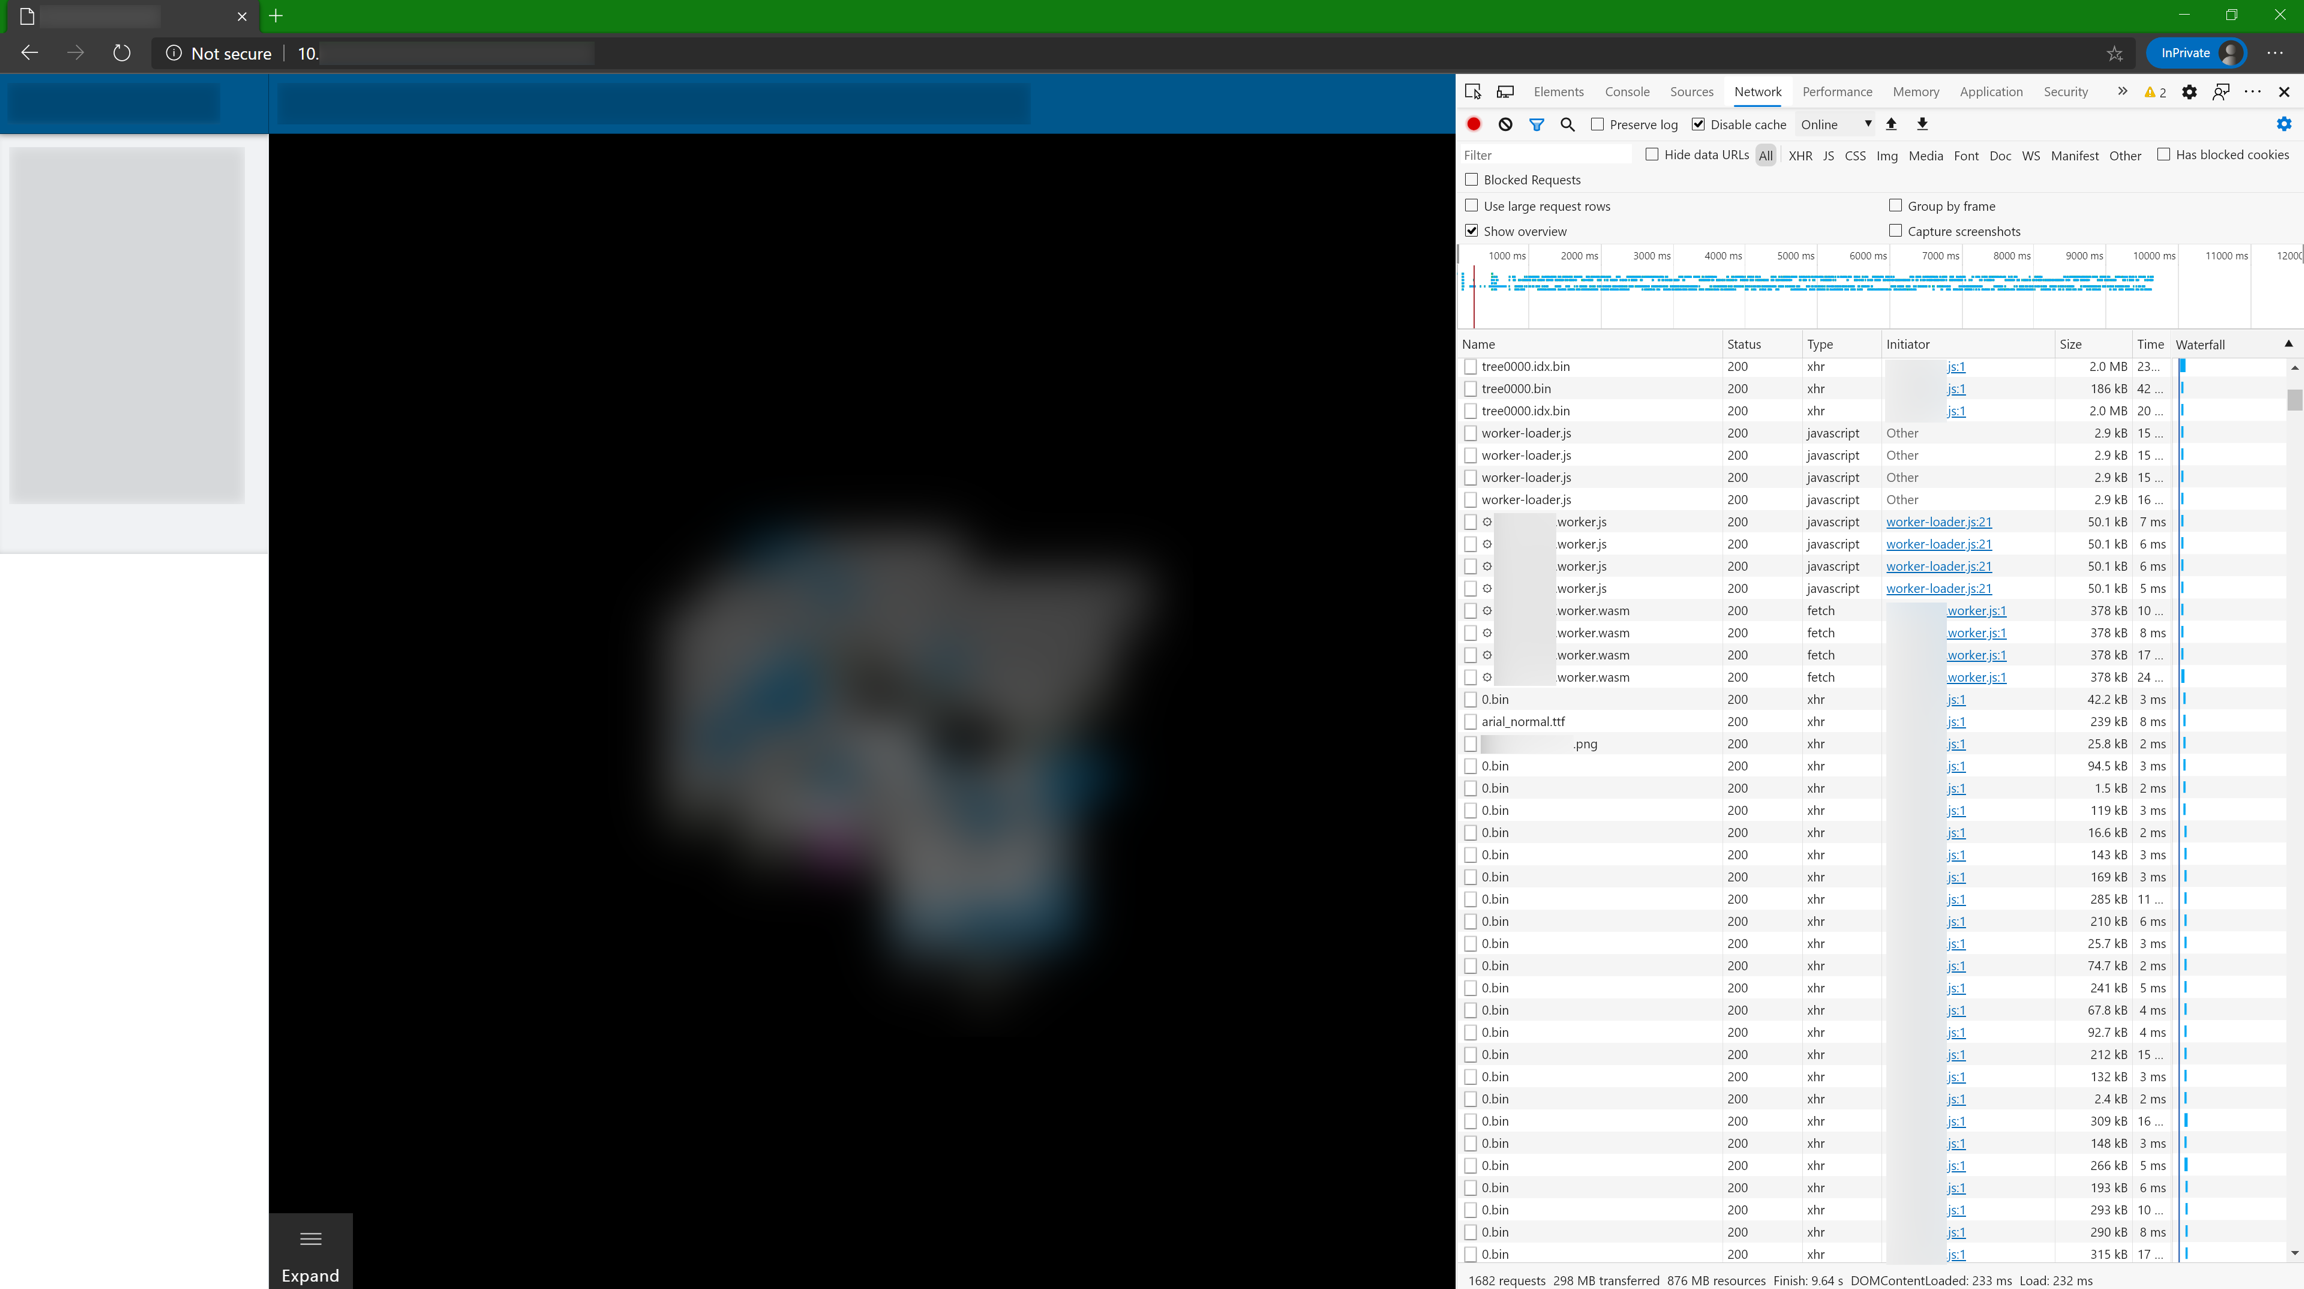 Not secure 10.
InPrivate
Elements Console Sources Network Performance Memory Application Security 2
Preserve log Disable cache Online
Filter Hide data URLs All XHR JS CSS Img Media Font Doc WS Manifest Other Has blocked cookies
Blocked Requests
Use large request rows Group by frame
Show overview Capture screenshots
1000 ms 2000 ms 3000 ms 4000 ms 5000 ms 6000 ms 7000 ms 8000 ms 9000 ms 10000 ms 11000 ms 12000
Name Status Type Initiator Size Time Waterfall
tree0000.idx.bin 200 xhr js:1 2.0 MB 23...
tree0000.bin 200 xhr js:1 186 kB 42 ...
tree0000.idx.bin 200 xhr js:1 2.0 MB 20 ...
worker-loader.js 200 javascript Other 2.9 kB 15 ...
worker-loader.js 200 javascript Other 2.9 kB 15 ...
worker-loader.js 200 javascript Other 2.9 kB 15 ...
worker-loader.js 200 javascript Other 2.9 kB 16 ...
.worker.js 200 javascript worker-loader.js:21 50.1 kB 7 ms
.worker.js 200 javascript worker-loader.js:21 50.1 kB 6 ms
.worker.js 200 javascript worker-loader.js:21 50.1 kB 6 ms
.worker.js 200 javascript worker-loader.js:21 50.1 kB 5 ms
.worker.wasm 200 fetch worker.js:1 378 kB 10 ...
.worker.wasm 200 fetch worker.js:1 378 kB 8 ms
.worker.wasm 200 fetch worker.js:1 378 kB 17 ...
.worker.wasm 200 fetch worker.js:1 378 kB 24 ...
0.bin 200 xhr js:1 42.2 kB 3 ms
arial_normal.ttf 200 xhr js:1 239 kB 8 ms
.png 200 xhr js:1 25.8 kB 2 ms
0.bin 200 xhr js:1 94.5 kB 3 ms
0.bin 200 xhr js:1 1.5 kB 2 ms
0.bin 200 xhr js:1 119 kB 3 ms
0.bin 200 xhr js:1 16.6 kB 2 ms
0.bin 200 xhr js:1 143 kB 3 ms
0.bin 200 xhr js:1 169 kB 3 ms
0.bin 200 xhr js:1 285 kB 11 ...
0.bin 200 xhr js:1 210 kB 6 ms
0.bin 200 xhr js:1 25.7 kB 3 ms
0.bin 200 xhr js:1 74.7 kB 2 ms
0.bin 200 xhr js:1 241 kB 5 ms
0.bin 200 xhr js:1 67.8 kB 4 ms
0.bin 200 xhr js:1 92.7 kB 4 ms
0.bin 200 xhr js:1 212 kB 15 ...
0.bin 200 xhr js:1 132 kB 3 ms
0.bin 200 xhr js:1 2.4 kB 2 ms
0.bin 200 xhr js:1 309 kB 16 ...
0.bin 200 xhr js:1 148 kB 3 ms
0.bin 200 xhr js:1 266 kB 5 ms
0.bin 200 xhr js:1 193 kB 6 ms
0.bin 200 xhr js:1 293 kB 10 ...
0.bin 200 xhr js:1 290 kB 8 ms
0.bin 200 xhr js:1 315 kB 17 ...
Expand
1682 requests 298 MB transferred 876 MB resources Finish: 9.64 s DOMContentLoaded: 233 ms Load: 232 ms